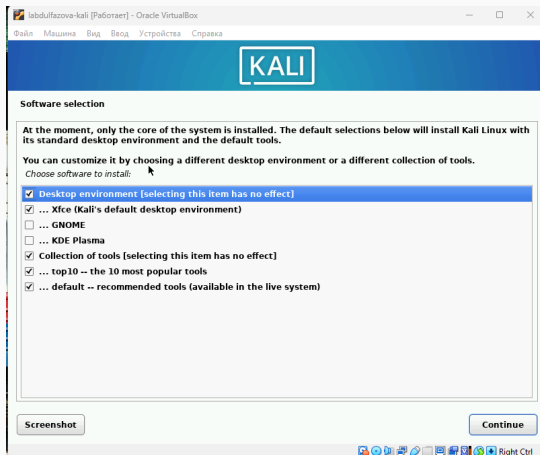 labdulfazova-kali [Работает] - Oracle VirtualBox
Файл Машина Вид Ввод Устройства Справка
KALI
Software selection
At the moment, only the core of the system is installed. The default selections below will install Kali Linux with
its standard desktop environment and the default tools.
You can customize it by choosing a different desktop environment or a different collection of tools.
Choose software to install:
Desktop environment [selecting this item has no effect]
... Xfce (Kali's default desktop environment)
... GNOME
... KDE Plasma
Collection of tools [selecting this item has no effect]
... top10 -- the 10 most popular tools
... default -- recommended tools (available in the live system)
Screenshot
Continue
Right Ctrl